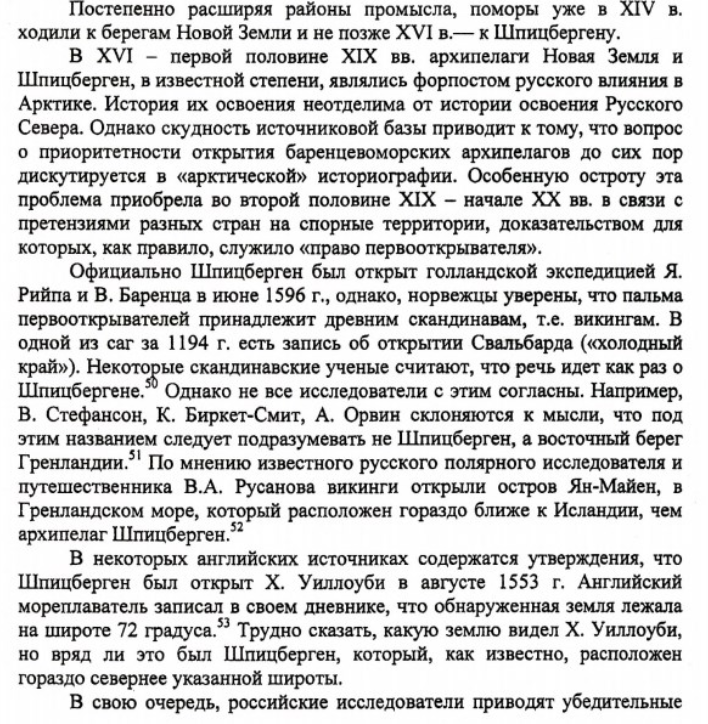 Постепенно расширяя районы промысла, поморы уже в XIV в.
ходили к берегам Новой Земли и не позже XVI в.— к Шпицбергену.
В XVI – первой половине XIX вв. архипелаги Новая Земля и
Шпицберген, в известной степени, являлись форпостом русского влияния в
Арктике. История их освоения неотделима от истории освоения Русского
Севера. Однако скудность источниковой базы приводит к тому, что вопрос
о приоритетности открытия баренцевоморских архипелагов до сих пор
дискутируется в «арктической» историографии. Особенную остроту эта
проблема приобрела во второй половине XIX – начале XX вв. в связи с
претензиями разных стран на спорные территории, доказательством для
которых, как правило, служило «право первооткрывателя».
Официально Шпицберген был открыт голландской экспедицией Я.
Рийпа и В. Баренца в июне 1596 г., однако, норвежцы уверены, что пальма
первооткрывателей принадлежит древним скандинавам, т.е. викингам. В
одной из саг за 1194 г. есть запись об открытии Свальбарда («холодный
край»). Некоторые скандинавские ученые считают, что речь идет как раз о
Шпицбергене.50 Однако не все исследователи с этим согласны. Например,
В. Стефансон, К. Биркет-Смит, А. Орвин склоняются к мысли, что под
этим названием следует подразумевать не Шпицберген, а восточный берег
Гренландии.51 По мнению известного русского полярного исследователя и
путешественника В.А. Русанова викинги открыли остров Ян-Майен, в
Гренландском море, который расположен гораздо ближе к Исландии, чем
архипелаг Шпицберген.52
В некоторых английских источниках содержатся утверждения, что
Шпицберген был открыт Х. Уиллоуби в августе 1553 г. Английский
мореплаватель записал в своем дневнике, что обнаруженная земля лежала
на широте 72 градуса.53 Трудно сказать, какую землю видел Х. Уиллоуби,
но вряд ли это был Шпицберген, который, как известно, расположен
гораздо севернее указанной широты.
В свою очередь, российские исследователи приводят убедительные